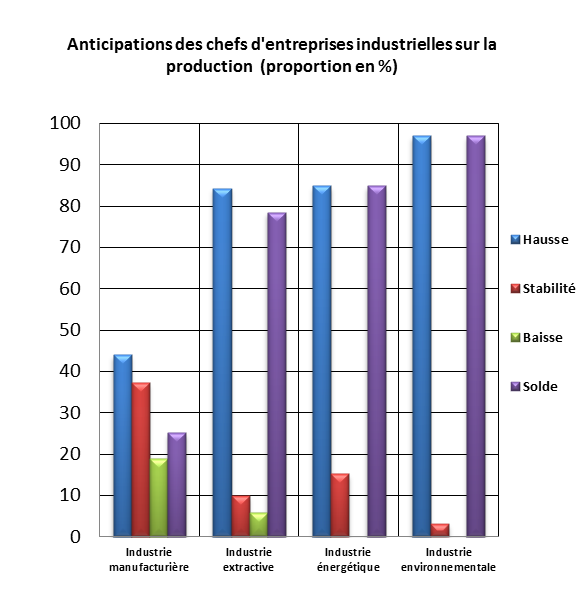 Anticipations des chefs d'entreprises industrielles sur la
production (proportion en %)
100
90
80
70
60
50
40
30
20
10
0
Industrie
manufacturière
Industrie
extractive
Industrie
énergétique
Industrie
environnementale
Hausse
Stabilité
Baisse
Solde